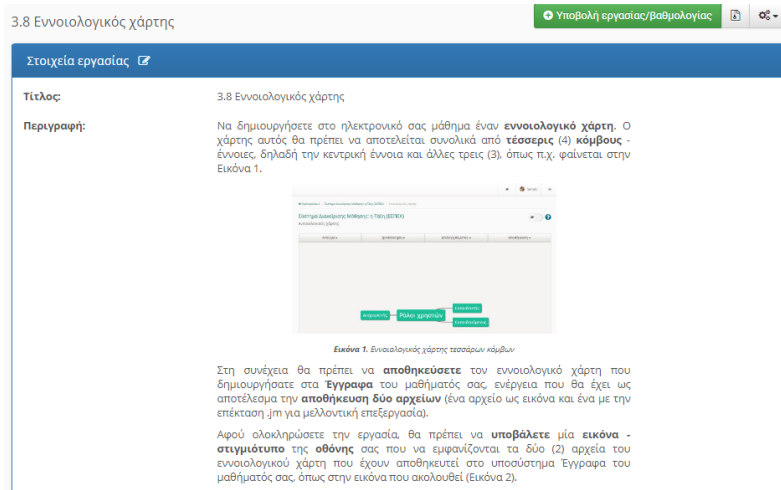 3.8 Εννοιολογικός χάρτης
Υποβολή εργασίας/βαθμολογίας
Στοιχεία εργασίας
Τίτλος:
3.8 Εννοιολογικός χάρτης
Περιγραφή:
Να δημιουργήσετε στο ηλεκτρονικό σας μάθημα έναν εννοιολογικό χάρτη. Ο
χάρτης αυτός θα πρέπει να αποτελείται συνολικά από τέσσερις (4) κόμβους -
έννοιες, δηλαδή την κεντρική έννοια και άλλες τρεις (3), όπως π.χ. φαίνεται στην
Εικόνα 1.
Ρόλοι χρηστών
Εικόνα 1. Εννοιολογικός χάρτης τεσσάρων κόμβων
Στη συνέχεια θα πρέπει να αποθηκεύσετε τον εννοιολογικό χάρτη που
δημιουργήσατε στα Έγγραφα του μαθήματός σας, ενέργεια που θα έχει ως
αποτέλεσμα την αποθήκευση δύο αρχείων (ένα αρχείο ως εικόνα και ένα με την
επέκταση .jm για μελλοντική επεξεργασία).
Αφού ολοκληρώσετε την εργασία, θα πρέπει να υποβάλετε μία εικόνα -
στιγμιότυπο της οθόνης σας που να εμφανίζονται τα δύο (2) αρχεία του
εννοιολογικού χάρτη που έχουν αποθηκευτεί στο υποσύστημα Έγγραφα του
μαθήματός σας, όπως στην εικόνα που ακολουθεί (Εικόνα 2).